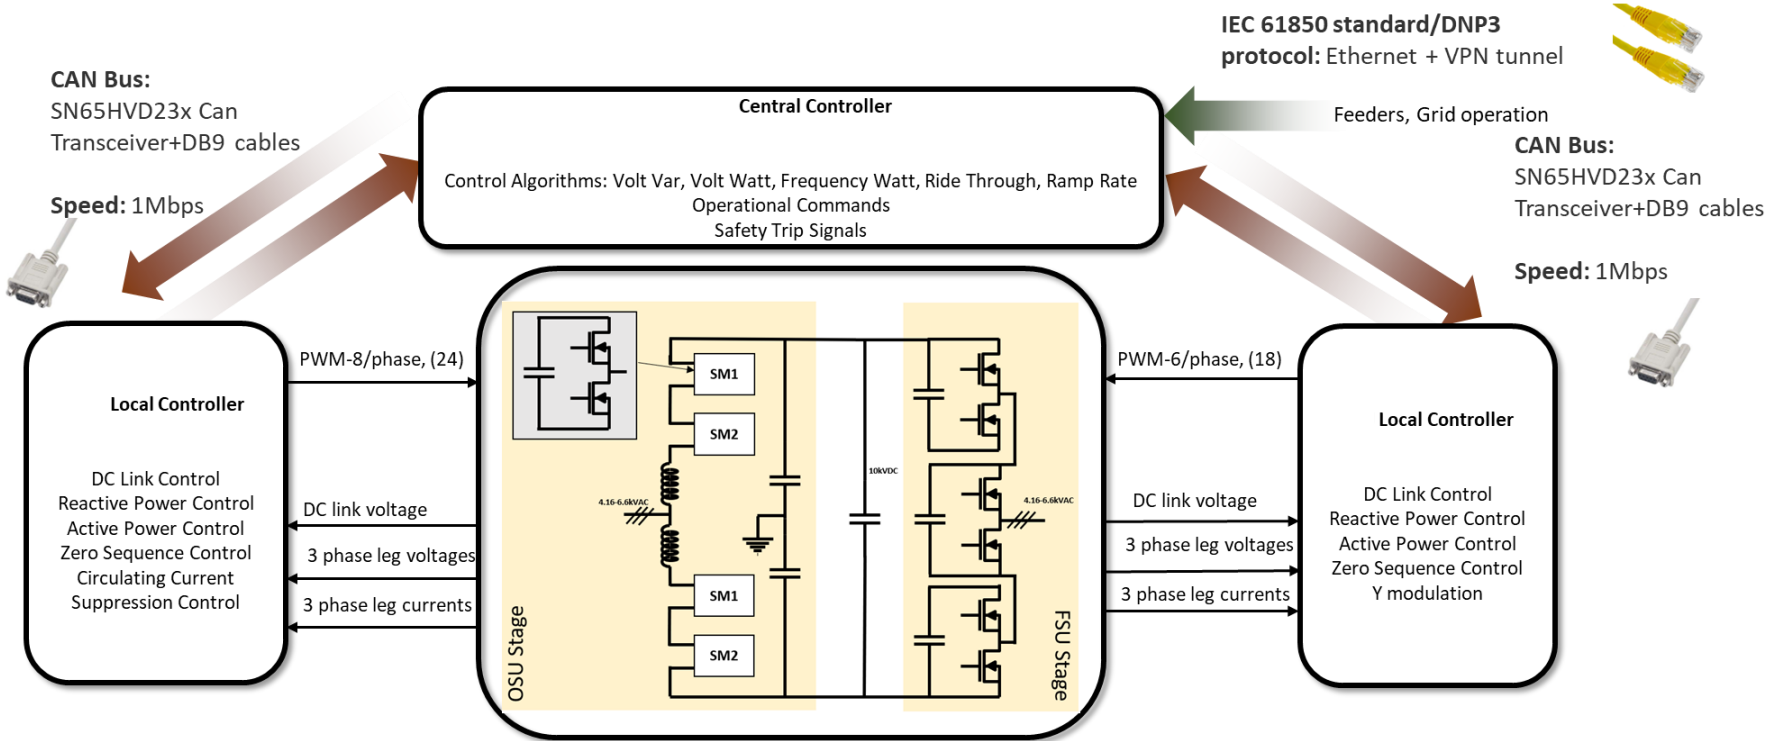 IEC 61850 standard/DNP3
protocol: Ethernet + VPN tunnel
CAN Bus:
SN65HVD23x Can
Transceiver+DB9 cables
Speed: 1Mbps
Central Controller
Control Algorithms: Volt Var, Volt Watt, Frequency Watt, Ride Through, Ramp Rate
Operational Commands
Safety Trip Signals
Feeders, Grid operation
CAN Bus:
SN65HVD23x Can
Transceiver+DB9 cables
Speed: 1Mbps
Local Controller
DC Link Control
Reactive Power Control
Active Power Control
Zero Sequence Control
Circulating Current
Suppression Control
PWM-8/phase, (24)
DC link voltage
3 phase leg voltages
3 phase leg currents
OSU Stage
SM1
SM2
4.16-6.6kVAC
SM1
SM2
10kVDC
4.16-6.6kVAC
FSU Stage
PWM-6/phase, (18)
DC link voltage
3 phase leg voltages
3 phase leg currents
Local Controller
DC Link Control
Reactive Power Control
Active Power Control
Zero Sequence Control
Y modulation